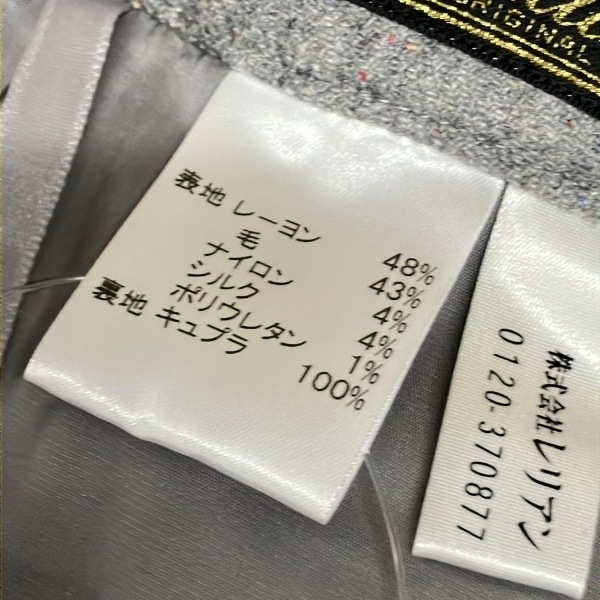 ORIGINAL
表地 レーヨン 48%
毛 43%
ナイロン 4%
シルク 4%
ポリウレタン 1%
裏地 キュプラ 100%
株式会社レリアン
0120-370877